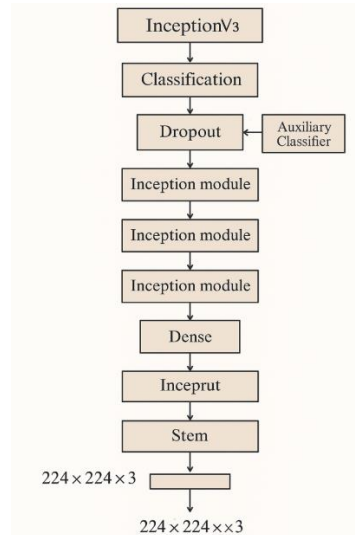 InceptionV3
Classification
Dropout
Auxiliary
Classifier
Inception module
Inception module
Inception module
Dense
Inceprut
Stem
224 × 224 × 3
224 × 224 × × 3